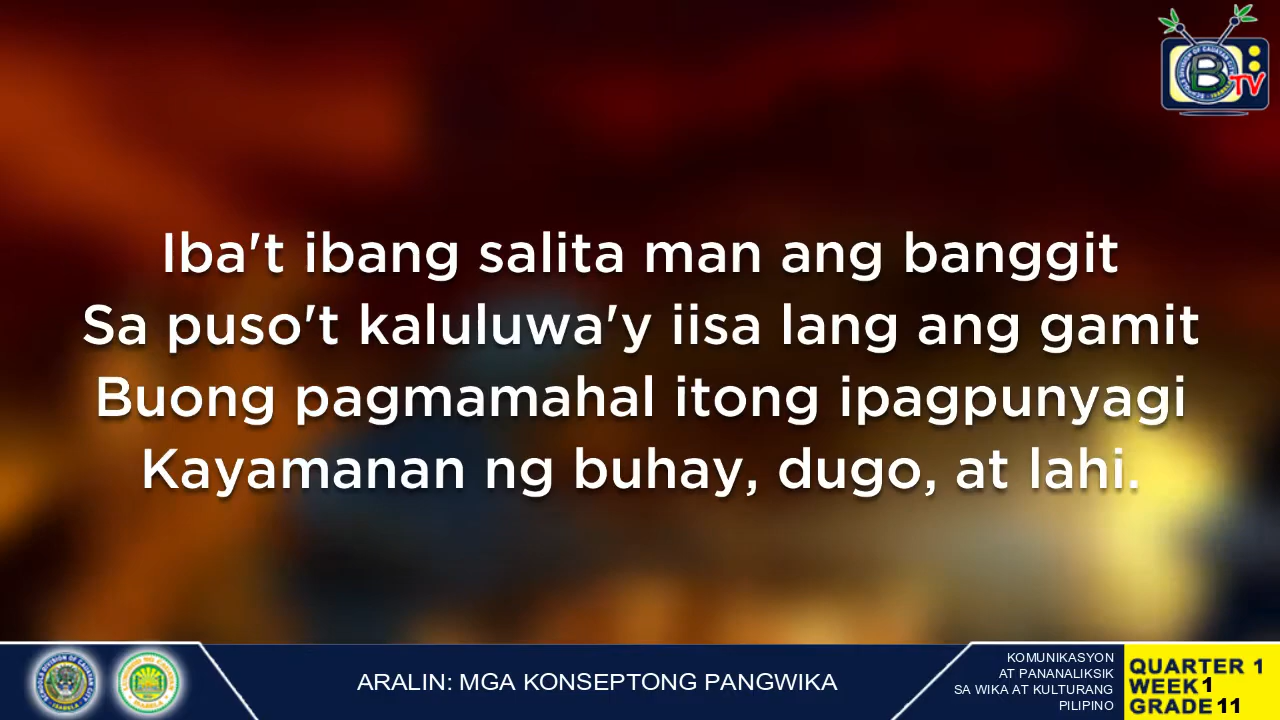 B
TV
Iba't ibang salita man ang banggit
Sa puso't kaluluwa'y iisa lang ang gamit
Buong pagmamahal itong ipagpunyagi
Kayamanan ng buhay, dugo, at lahi.
ARALIN: MGA KONSEPTONG PANGWIKA
KOMUNIKASYON
AT PANANALIKSIK
SA WIKA AT KULTURANG
PILIPINO
QUARTER 1
WEEK 1
GRADE 11